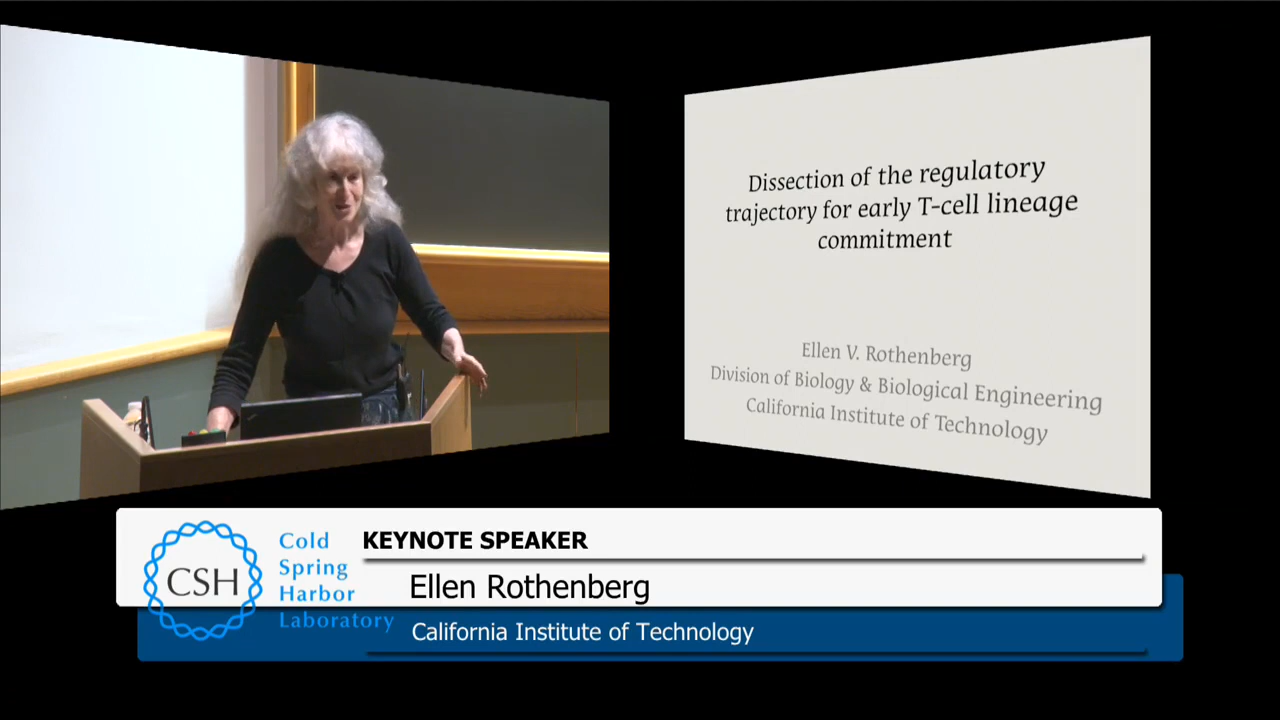 Dissection of the regulatory
trajectory for early T-cell lineage
commitment
Ellen V. Rothenberg
Division of Biology & Biological Engineering
California Institute of Technology
CSH
Cold
Spring
Harbor
Laboratory
KEYNOTE SPEAKER
Ellen Rothenberg
California Institute of Technology